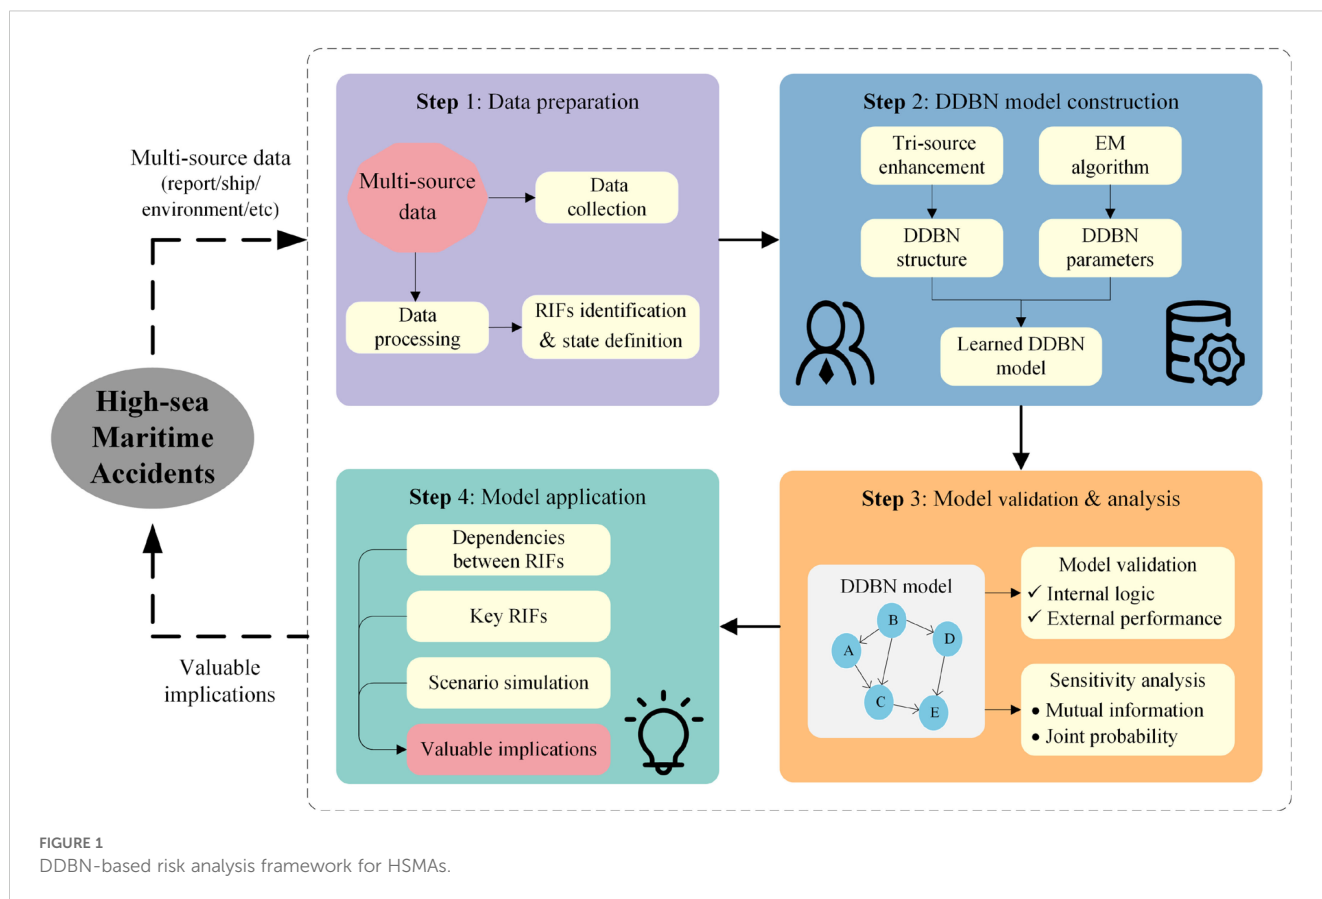 Multi-source data
(report/ship/
environment/etc)
High-sea
Maritime
Accidents
Valuable
implications
Step 1: Data preparation
Multi-source
data
Data
collection
Data
processing
RIFs identification
& state definition
Step 2: DDBN model construction
Tri-source
enhancement
EM
algorithm
DDBN
structure
DDBN
parameters
Learned DDBN
model
Step 3: Model validation & analysis
DDBN model
B
A
D
C
E
Model validation
✓ Internal logic
✓ External performance
Sensitivity analysis
• Mutual information
• Joint probability
Step 4: Model application
Dependencies
between RIFs
Key RIFs
Scenario simulation
Valuable implications
FIGURE 1
DDBN-based risk analysis framework for HSMAs.